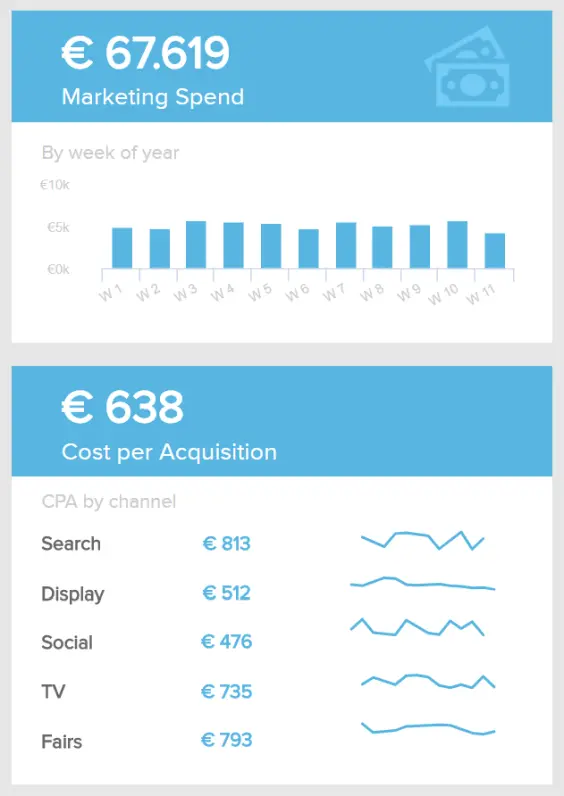 € 67.619
Marketing Spend
By week of year
€10k
€5k
€0k
W 1 W 2 W 3 W 4 W 5 W 6 W 7 W 8 W 9 W 10 W 11
€ 638
Cost per Acquisition
CPA by channel
Search € 813
Display € 512
Social € 476
TV € 735
Fairs € 793